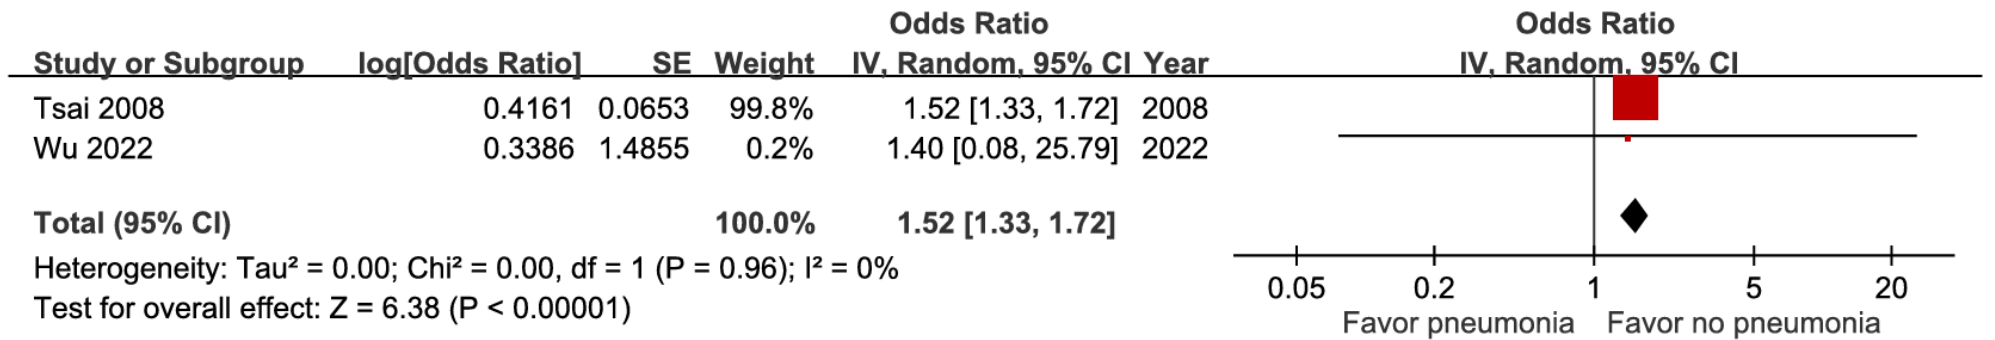 Odds Ratio Odds Ratio
Study or Subgroup log[Odds Ratio] SE Weight IV, Random, 95% CI Year IV, Random, 95% CI
Tsai 2008 0.4161 0.0653 99.8% 1.52 [1.33, 1.72] 2008
Wu 2022 0.3386 1.4855 0.2% 1.40 [0.08, 25.79] 2022
Total (95% CI) 100.0% 1.52 [1.33, 1.72]
Heterogeneity: Tau² = 0.00; Chi² = 0.00, df = 1 (P = 0.96); I² = 0%
Test for overall effect: Z = 6.38 (P < 0.00001)
0.05 0.2 1 5 20
Favor pneumonia Favor no pneumonia